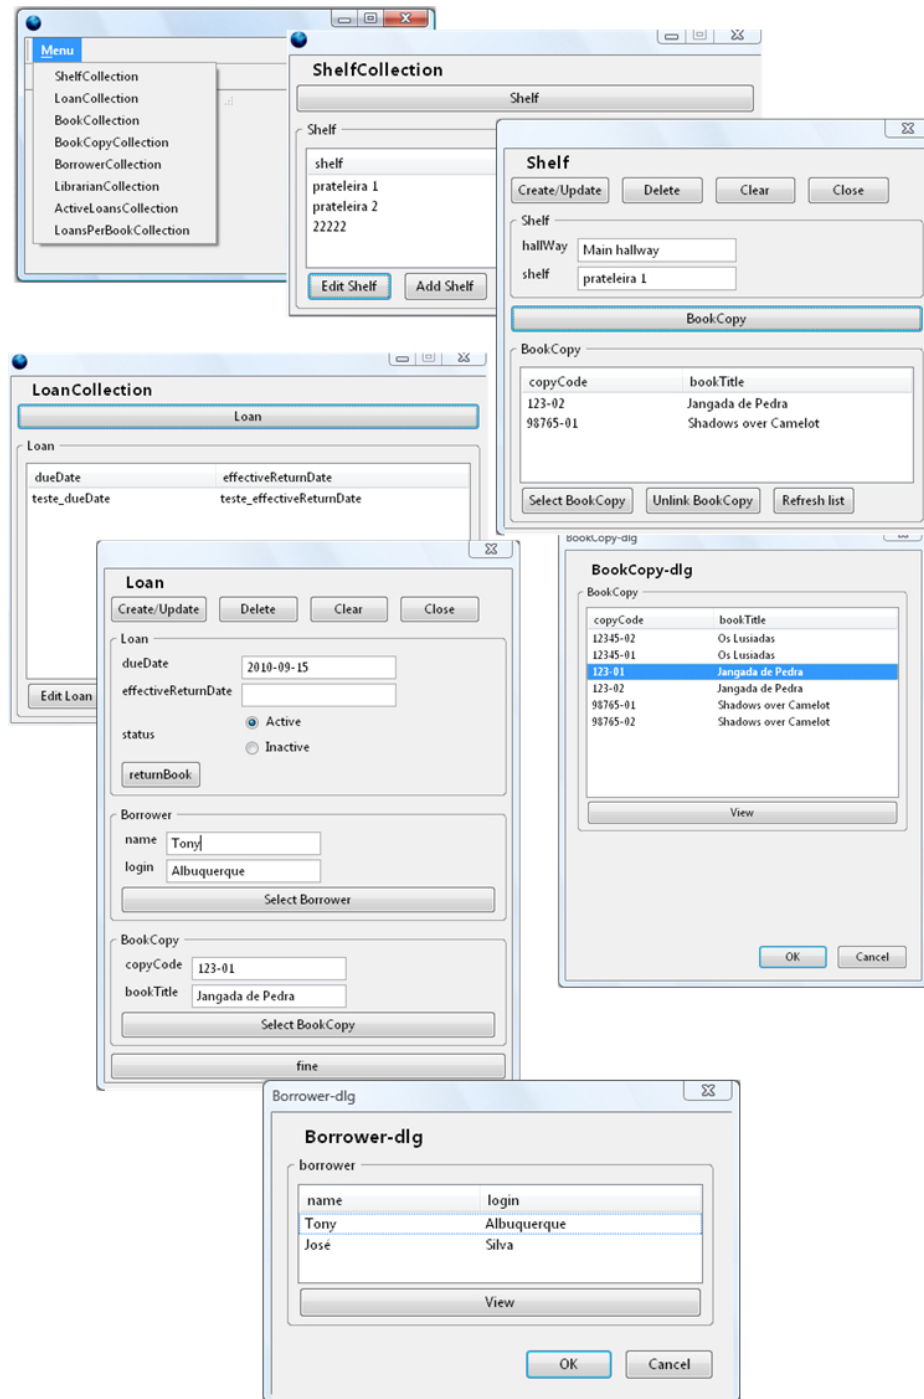 Menu
ShelfCollection
LoanCollection
BookCollection
BookCopyCollection
BorrowerCollection
LibrarianCollection
ActiveLoansCollection
LoansPerBookCollection
ShelfCollection
Shelf
Shelf
shelf
prateleira 1
prateleira 2
22222
Edit Shelf Add Shelf
Shelf
Create/Update Delete Clear Close
Shelf
hallWay Main hallway
shelf prateleira 1
BookCopy
BookCopy
copyCode bookTitle
123-02 Jangada de Pedra
98765-01 Shadows over Camelot
Select BookCopy Unlink BookCopy Refresh list
LoanCollection
Loan
Loan
dueDate effectiveReturnDate
teste_dueDate teste_effectiveReturnDate
Edit Loan
Loan
Create/Update Delete Clear Close
Loan
dueDate 2010-09-15
effectiveReturnDate
status
Active
Inactive
returnBook
Borrower
name Tony
login Albuquerque
Select Borrower
BookCopy
copyCode 123-01
bookTitle Jangada de Pedra
Select BookCopy
fine
BookCopy-dlg
BookCopy-dlg
BookCopy
copyCode bookTitle
12345-02 Os Lusiadas
12345-01 Os Lusiadas
123-01 Jangada de Pedra
123-02 Jangada de Pedra
98765-01 Shadows over Camelot
98765-02 Shadows over Camelot
View
OK Cancel
Borrower-dlg
Borrower-dlg
borrower
name login
Tony Albuquerque
José Silva
View
OK Cancel